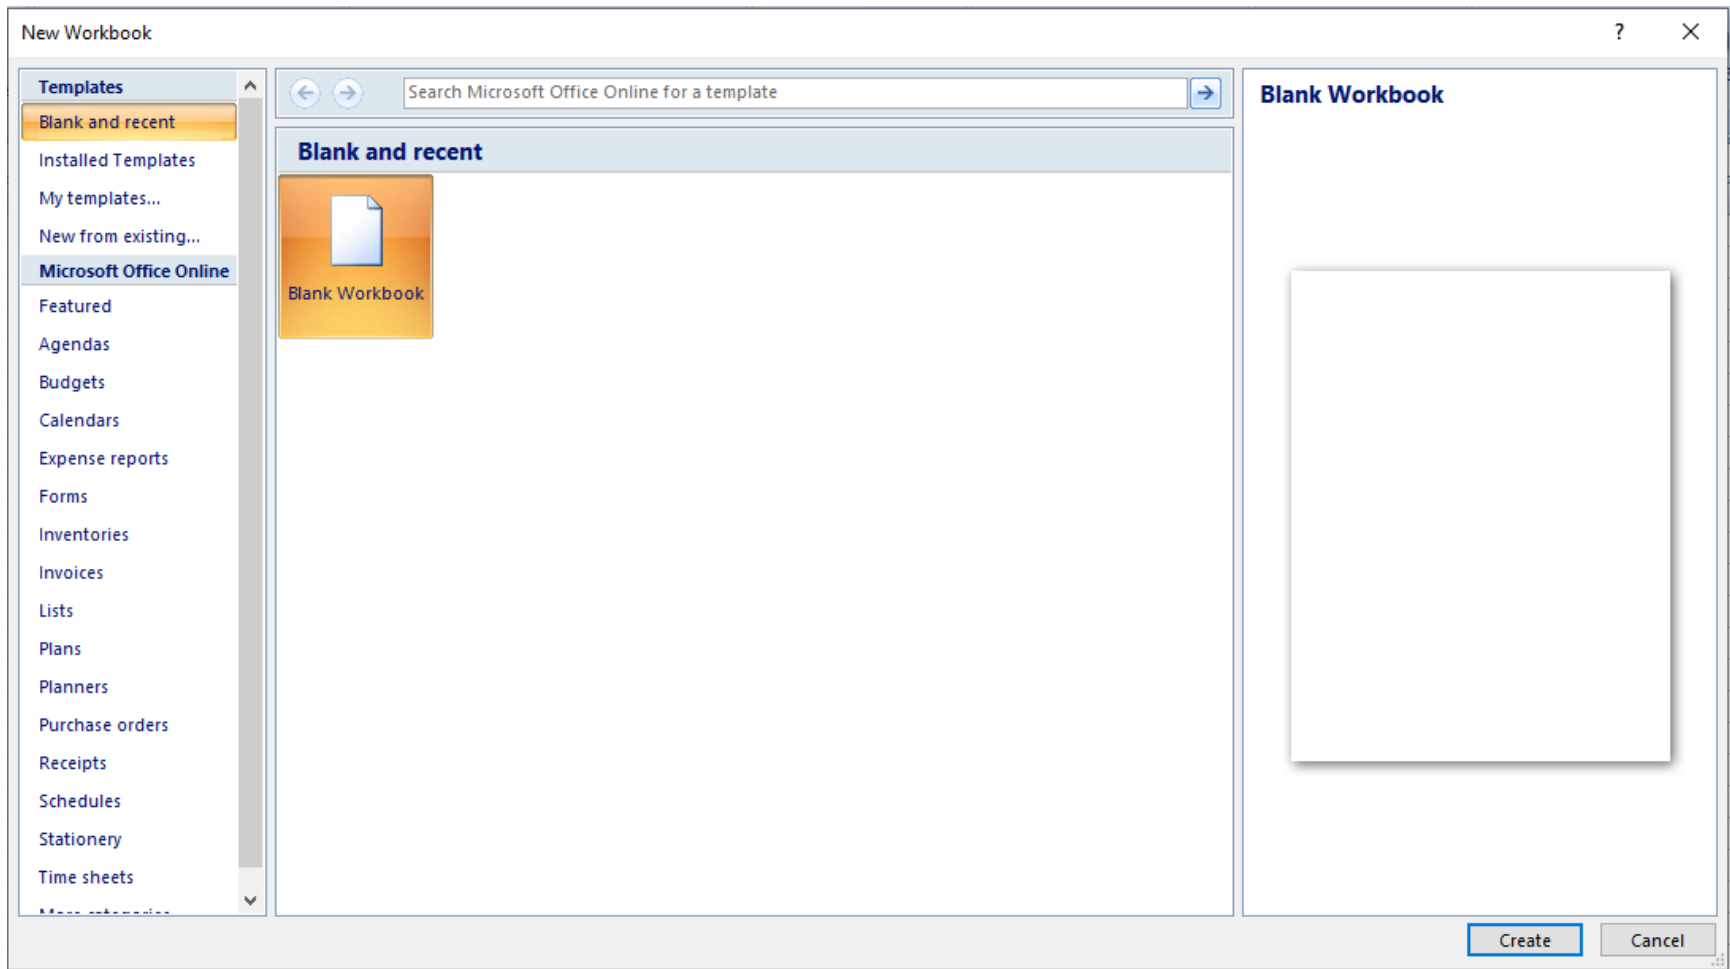 New Workbook
?
Templates
Blank and recent
Installed Templates
My templates...
New from existing...
Microsoft Office Online
Featured
Agendas
Budgets
Calendars
Expense reports
Forms
Inventories
Invoices
Lists
Plans
Planners
Purchase orders
Receipts
Schedules
Stationery
Time sheets
More categories
Search Microsoft Office Online for a template
Blank and recent
Blank Workbook
Blank Workbook
Create
Cancel